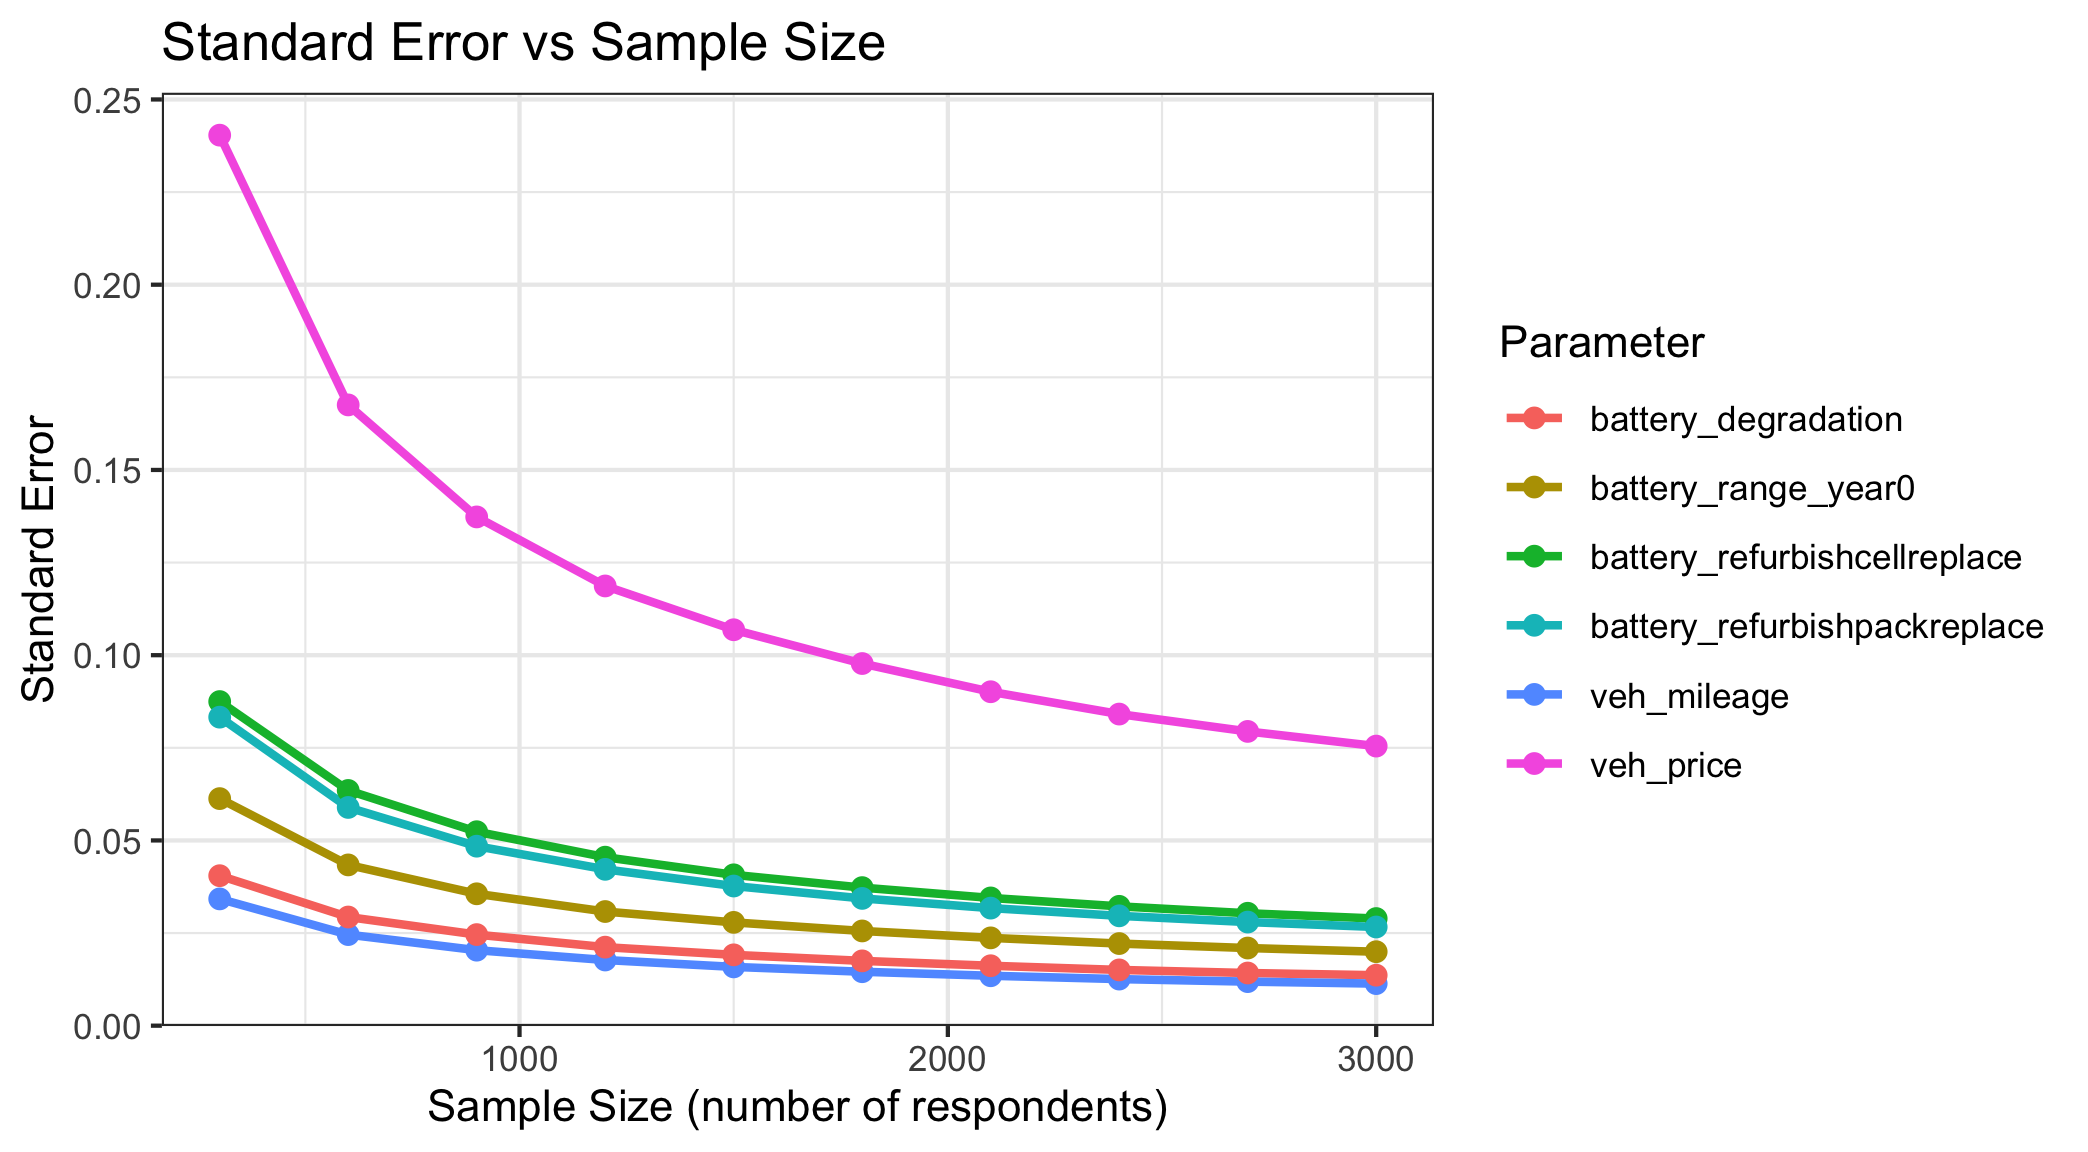 Standard Error vs Sample Size
0.25
0.20
0.15
0.10
0.05
0.00
Standard Error
1000 2000 3000
Sample Size (number of respondents)
Parameter
battery_degradation
battery_range_year0
battery_refurbishcellreplace
battery_refurbishpackreplace
veh_mileage
veh_price